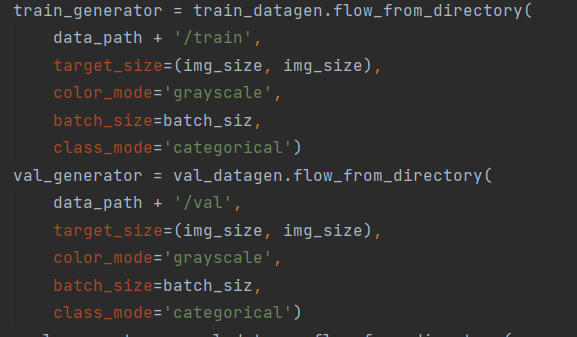 train_generator = train_datagen.flow_from_directory(
    data_path + '/train',
    target_size=(img_size, img_size),
    color_mode='grayscale',
    batch_size=batch_siz,
    class_mode='categorical')
val_generator = val_datagen.flow_from_directory(
    data_path + '/val',
    target_size=(img_size, img_size),
    color_mode='grayscale',
    batch_size=batch_siz,
    class_mode='categorical')